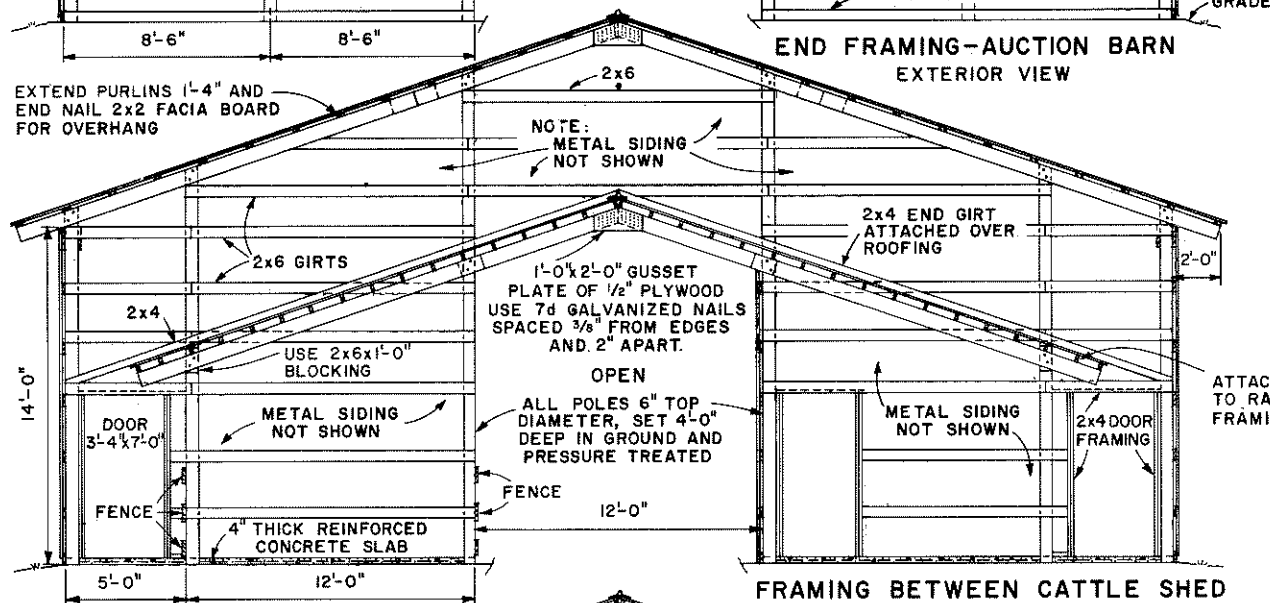 GRADE
8'-6" 8'-6"
END FRAMING-AUCTION BARN
EXTERIOR VIEW
EXTEND PURLINS 1'-4" AND
END NAIL 2x2 FACIA BOARD
FOR OVERHANG
2x6
NOTE:
METAL SIDING
NOT SHOWN
2x4 END GIRT
ATTACHED OVER
ROOFING
2'-0"
2x6 GIRTS
1'-0"x2'-0" GUSSET
PLATE OF 1/2" PLYWOOD
USE 7d GALVANIZED NAILS
SPACED 3/8" FROM EDGES
AND 2" APART.
2x4
USE 2x6x1'-0"
BLOCKING
OPEN
14'-0"
DOOR
3'-4"x7'-0"
METAL SIDING
NOT SHOWN
ALL POLES 6" TOP
DIAMETER, SET 4'-0"
DEEP IN GROUND AND
PRESSURE TREATED
METAL SIDING
NOT SHOWN
2x4 DOOR
FRAMING
ATTAC
TO RA
FRAMI
FENCE
FENCE
12'-0"
4" THICK REINFORCED
CONCRETE SLAB
5'-0" 12'-0"
FRAMING BETWEEN CATTLE SHED